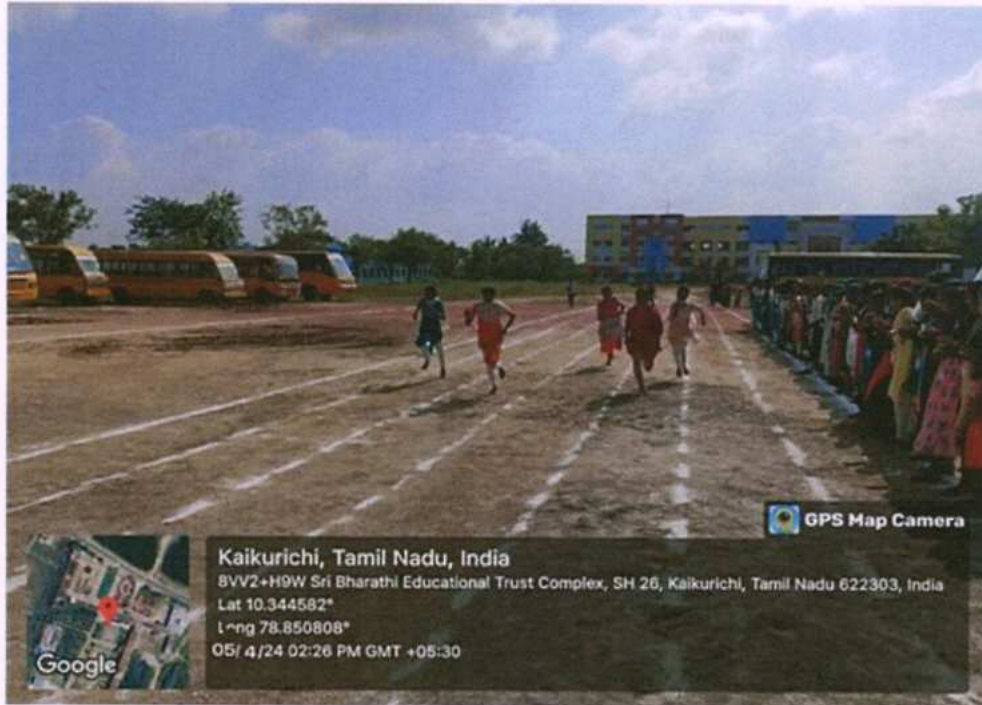 GPS Map Camera
Kaikurichi, Tamil Nadu, India
8VV2+H9W Sri Bharathi Educational Trust Complex, SH 26, Kaikurichi, Tamil Nadu 622303, India
Lat 10.344582°
Long 78.850808°
05/ 4/24 02:26 PM GMT +05:30
Google